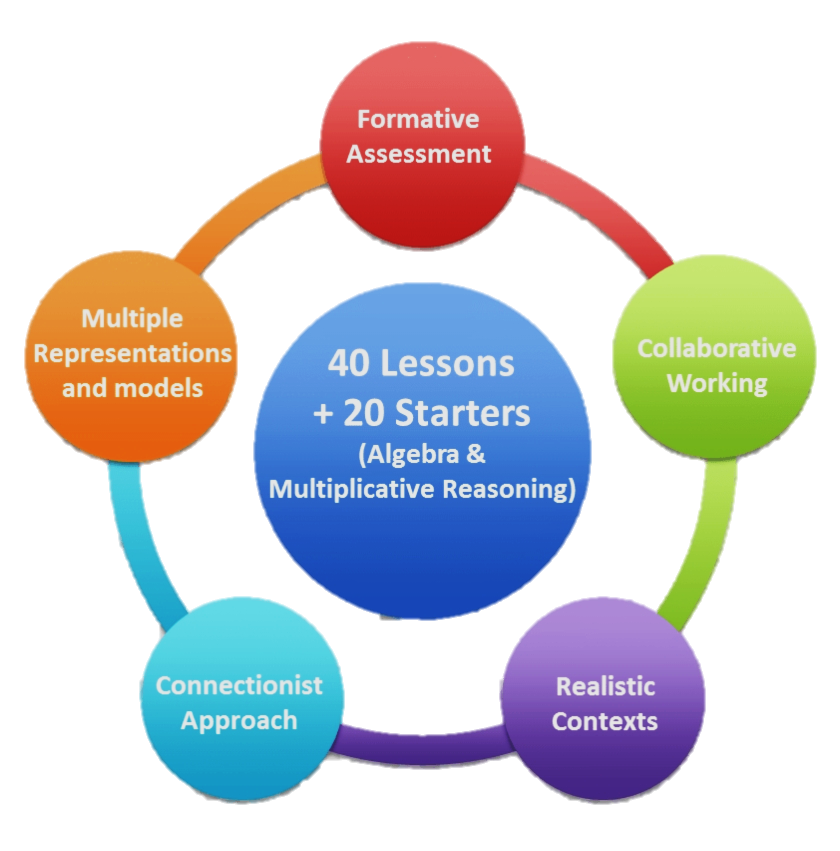 Formative
Assessment
Multiple
Representations
and models
Collaborative
Working
40 Lessons
+ 20 Starters
(Algebra &
Multiplicative Reasoning)
Connectionist
Approach
Realistic
Contexts